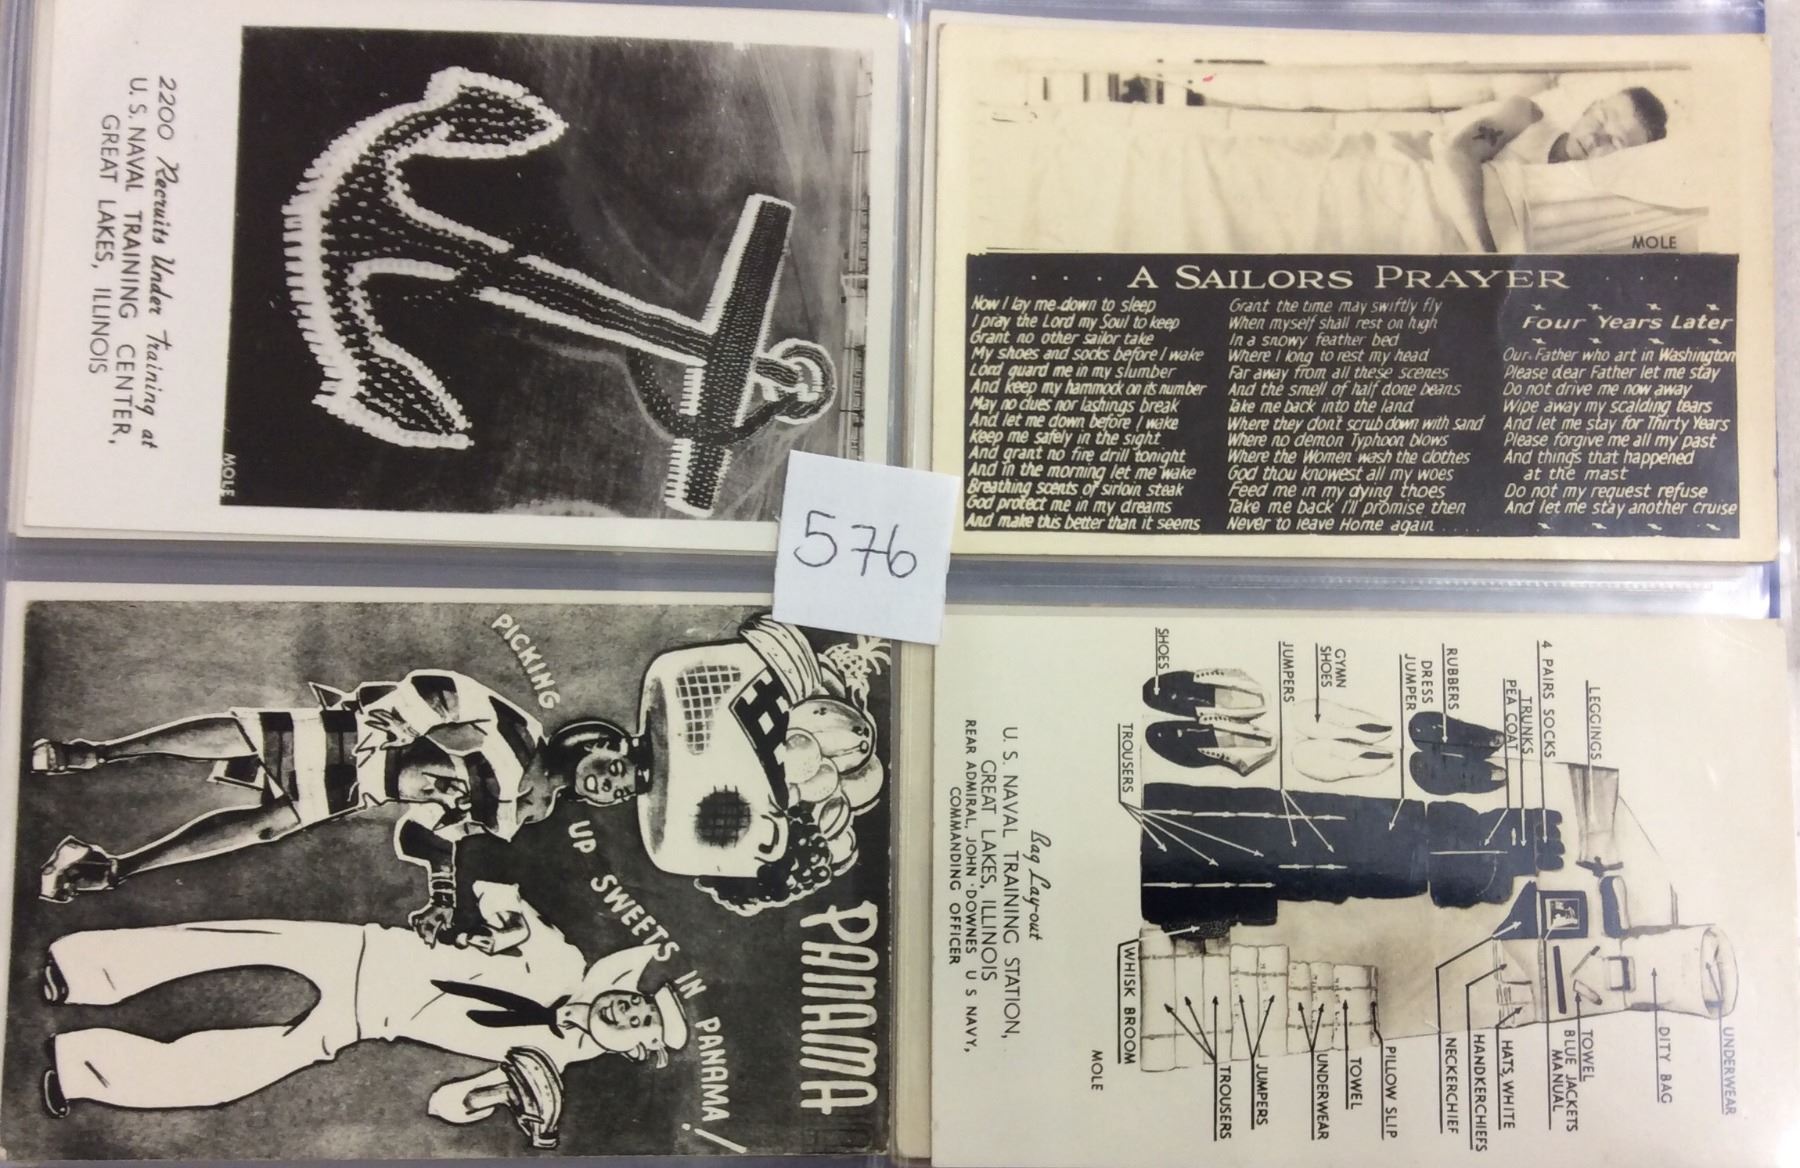 2200 Recruits Under Training at
U. S. NAVAL TRAINING CENTER,
GREAT LAKES, ILLINOIS
MOLE
MOLE
A SAILORS PRAYER
Now I lay me down to sleep
I pray the Lord my Soul to keep
Grant no other sailor take
My shoes and socks before I wake
Lord guard me in my slumber
And keep my hammock on its number
May no clues nor lashings break
And let me down before I wake
Keep me safely in the sight
And grant no fire drill tonight
And in the morning let me wake
Breathing scents of sirloin steak
God protect me in my dreams
And make this better than it seems
Grant the time may swiftly fly
When myself shall rest on high
In a snowy feather bed
Where I long to rest my head
Far away from all these scenes
And the smell of half done beans
Take me back into the land
Where they don't scrub down with sand
Where no demon Typhoon blows
Where the Women wash the clothes
God thou knowest all my woes
Feed me in my dying thoes
Take me back I'll promise then
Never to leave Home again
Four Years Later
Our Father who art in Washington
Please dear Father let me stay
Do not drive me now away
Wipe away my scalding tears
And let me stay for Thirty Years
Please forgive me all my past
And things that happened
at the mast
Do not my request refuse
And let me stay another cruise
576
PANAMA
PICKING
UP SWEETS IN PANAMA!
SHOES
JUMPERS
GYMN
SHOES
DRESS
JUMPER
RUBBERS
PEA COAT
TRUNKS
4 PAIRS SOCKS
LEGGINGS
TROUSERS
WHISK BROOM
TROUSERS
JUMPERS
UNDERWEAR
TOWEL
PILLOW SLIP
NECKERCHIEF
HANDKERCHIEFS
HATS, WHITE
BLUE JACKETS
MANUAL
TOWEL
DITY BAG
UNDERWEAR
Bag Lay-out
U. S. NAVAL TRAINING STATION,
GREAT LAKES, ILLINOIS
REAR ADMIRAL, JOHN DOWNES U S NAVY,
COMMANDING OFFICER
MOLE